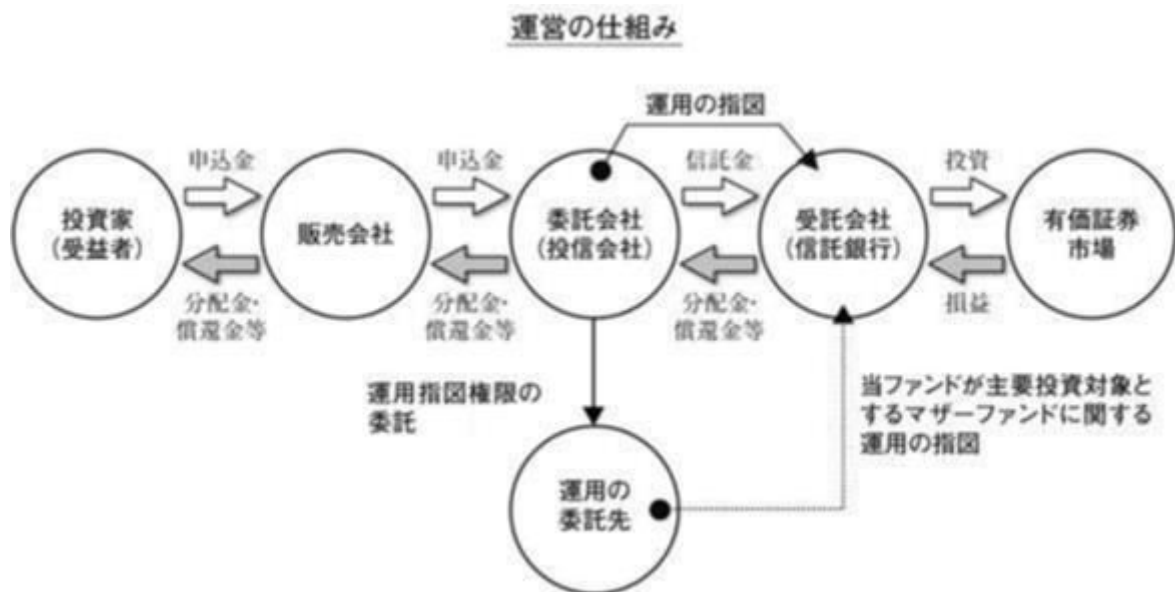 運営の仕組み
運用の指図
申込金
申込金
信託金
投資
投資家
(受益者)
販売会社
委託会社
(投信会社)
受託会社
(信託銀行)
有価証券
市場
分配金・
償還金等
分配金・
償還金等
分配金・
償還金等
損益
運用指図権限の
委託
当ファンドが主要投資対象と
するマザーファンドに関する
運用の指図
運用の
委託先